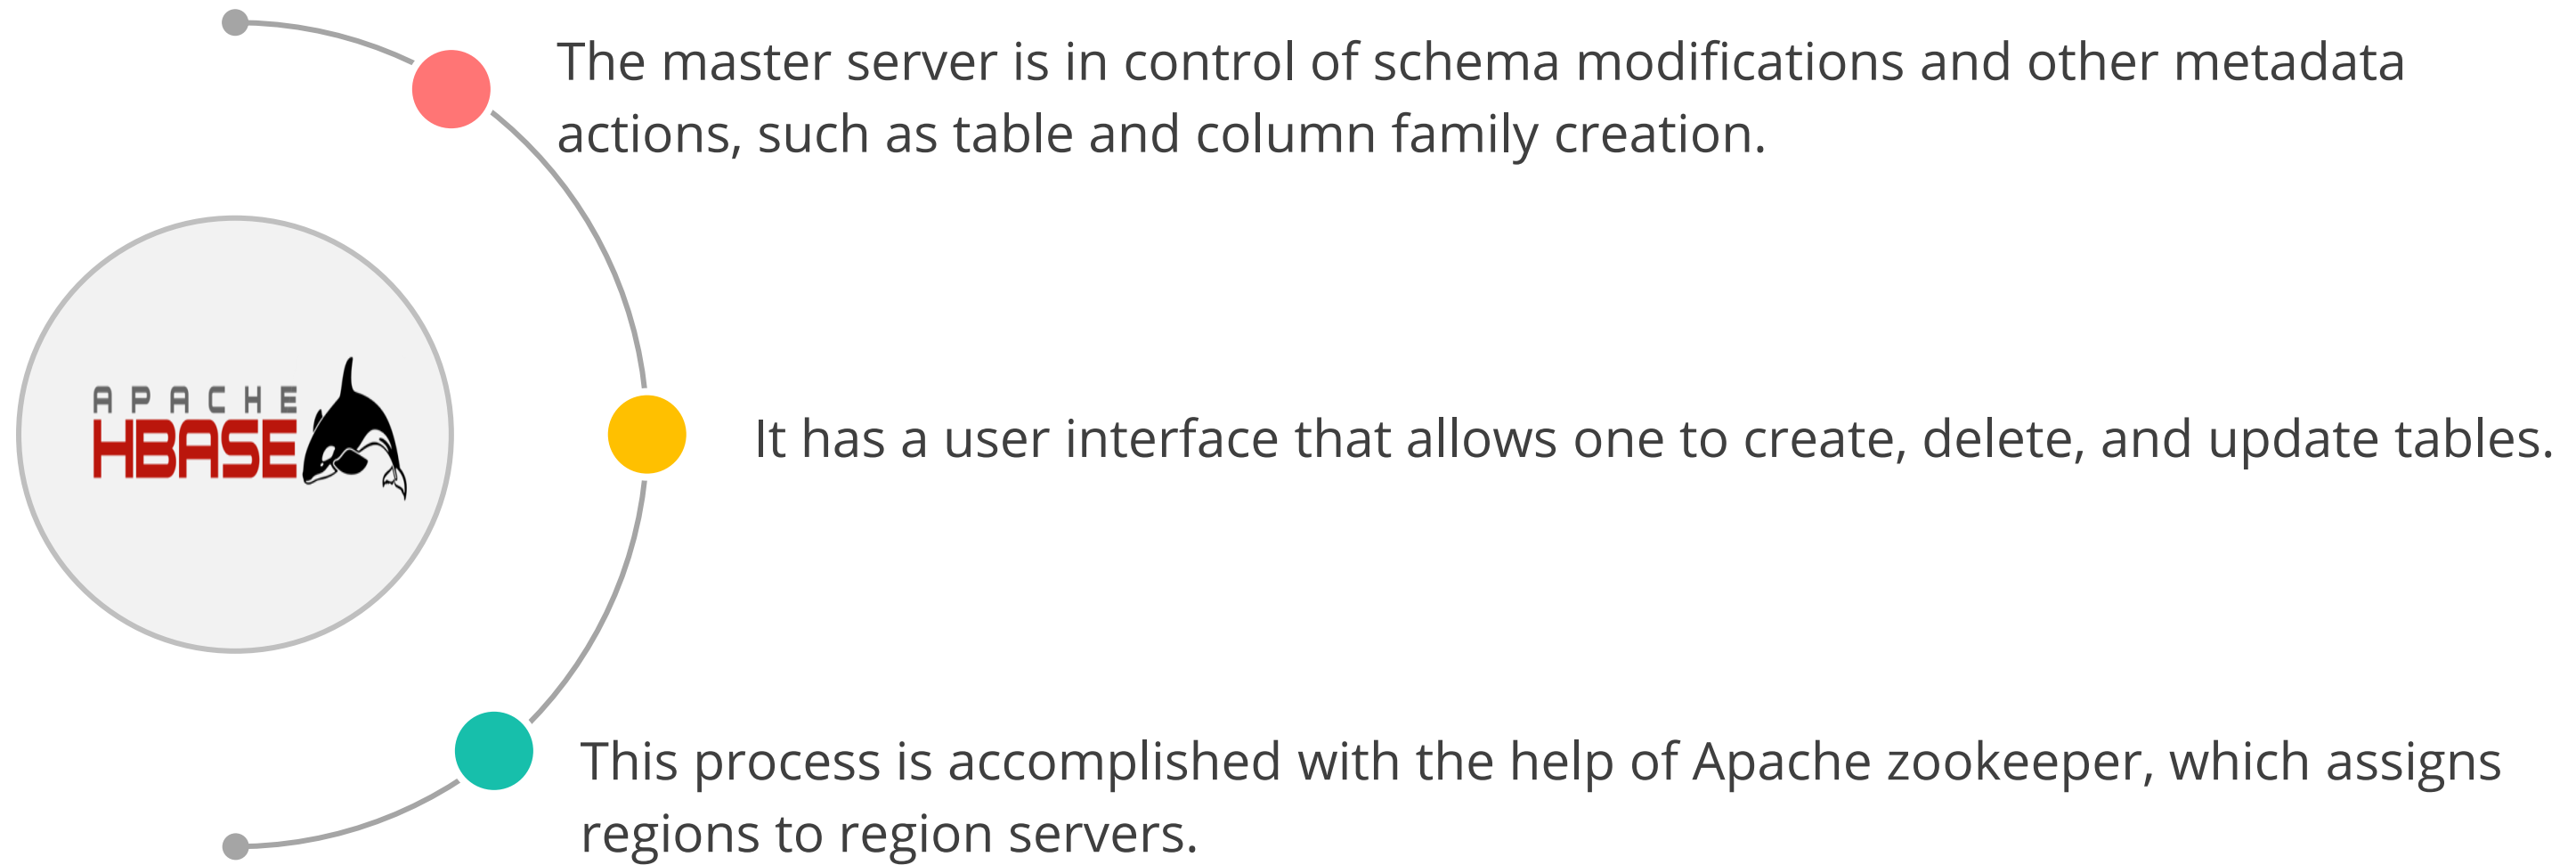 The master server is in control of schema modifications and other metadata
actions, such as table and column family creation.
APACHE
HBASE
It has a user interface that allows one to create, delete, and update tables.
This process is accomplished with the help of Apache zookeeper, which assigns
regions to region servers.